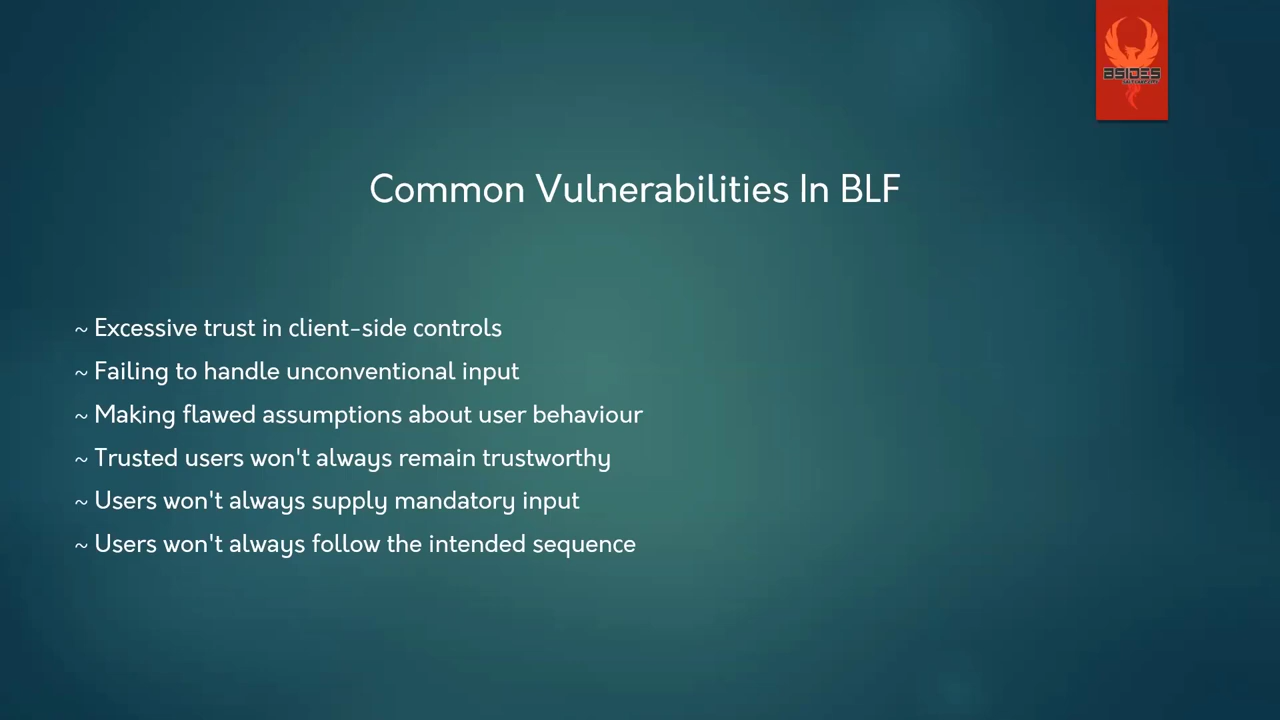 BSIDES
Common Vulnerabilities In BLF
~ Excessive trust in client-side controls
~ Failing to handle unconventional input
~ Making flawed assumptions about user behaviour
~ Trusted users won't always remain trustworthy
~ Users won't always supply mandatory input
~ Users won't always follow the intended sequence